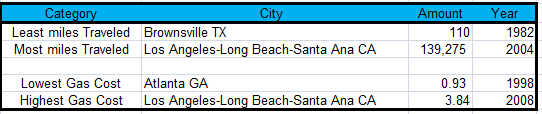 Category City Amount Year
Least miles Traveled Brownsville TX 110 1982
Most miles Traveled Los Angeles-Long Beach-Santa Ana CA 139,275 2004
Lowest Gas Cost Atlanta GA 0.93 1998
Highest Gas Cost Los Angeles-Long Beach-Santa Ana CA 3.84 2008